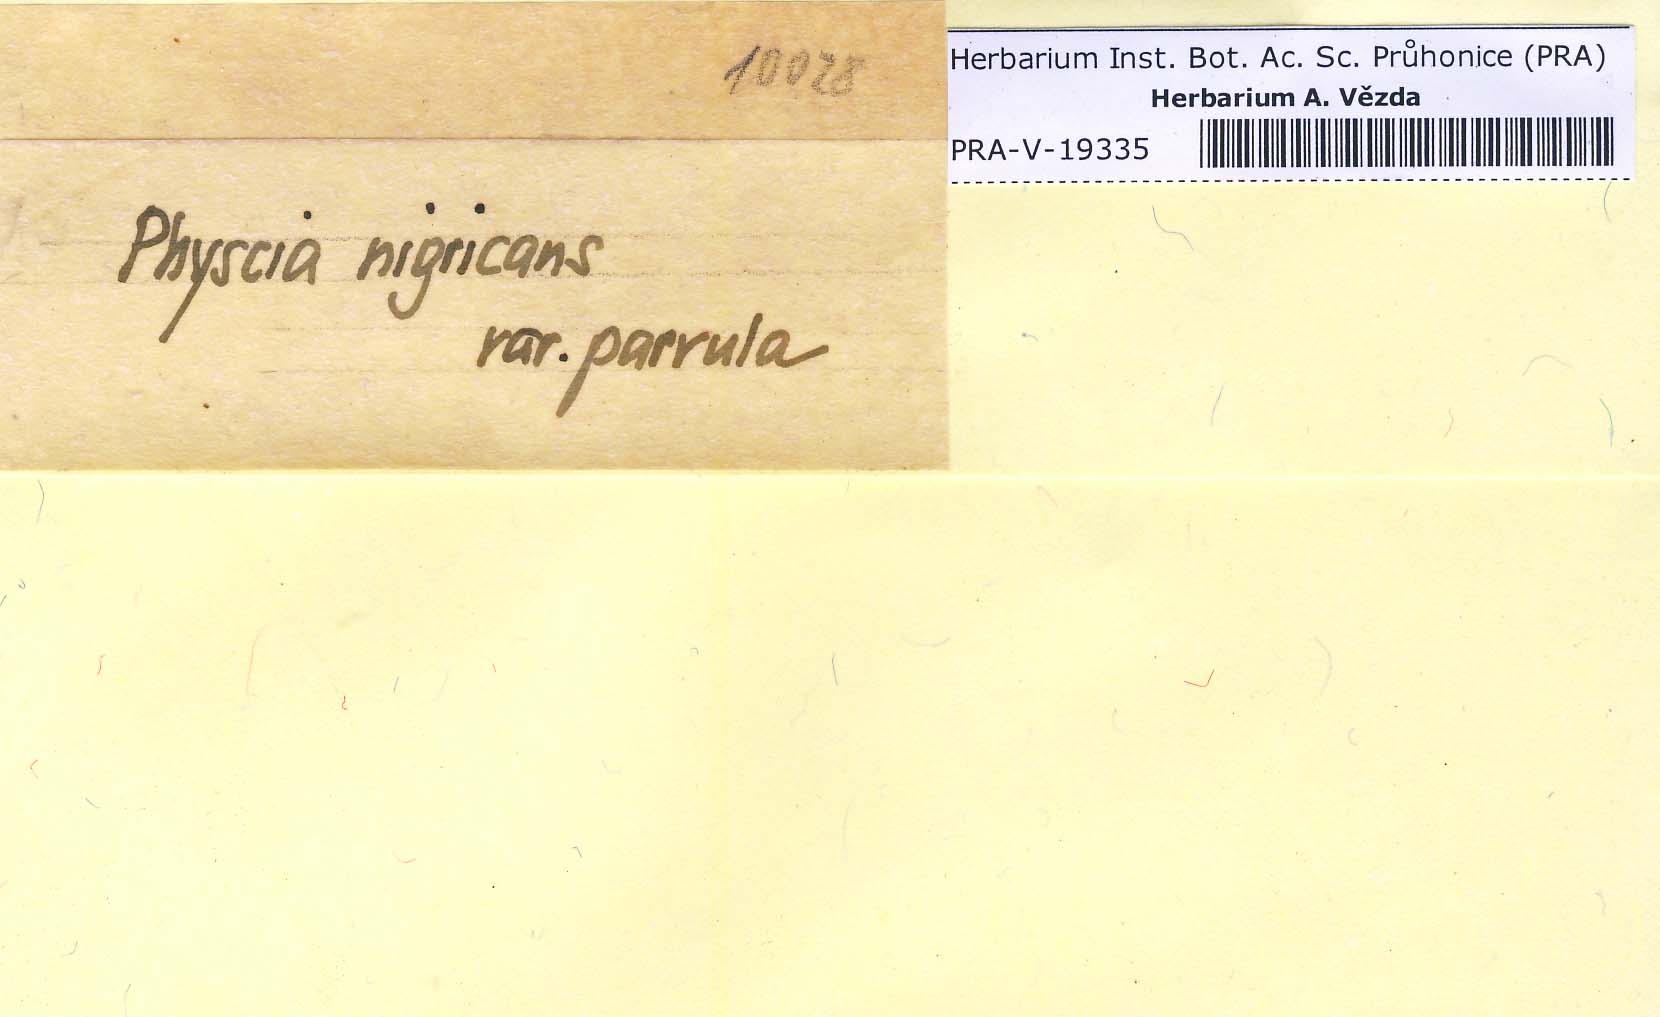 10028
Herbarium Inst. Bot. Ac. Sc. Průhonice (PRA)
Herbarium A. Vězda
PRA-V-19335
Physcia nigricans
var. parvula